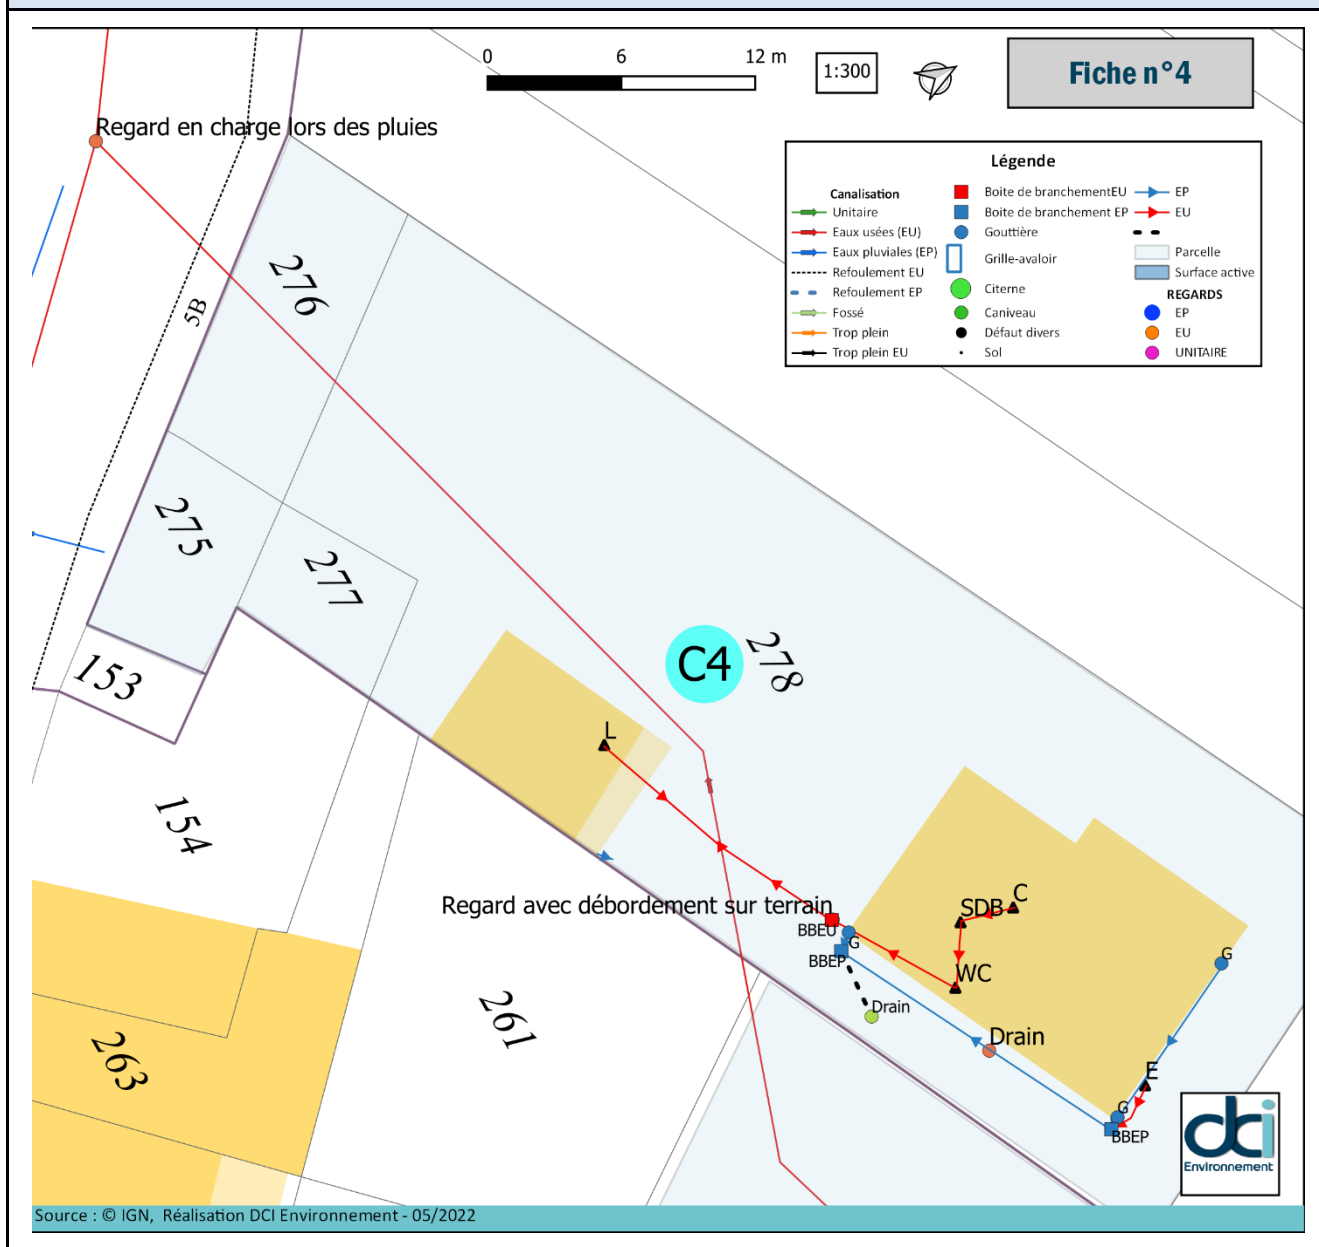 0 6 12 m
1:300
Fiche n°4
Regard en charge lors des pluies
Légende
Canalisation
Unitaire
Eaux usées (EU)
Eaux pluviales (EP)
Refoulement EU
Refoulement EP
Fossé
Trop plein
Trop plein EU
Boite de branchementEU
Boite de branchement EP
Gouttière
Grille-avaloir
Citerne
Caniveau
Défaut divers
Sol
EP
EU
Parcelle
Surface active
REGARDS
EP
EU
UNITAIRE
276
5B
275
277
153
C4
278
L
154
Regard avec débordement sur terrain
BBEU
G
BBEP
SDB
C
WC
G
Drain
261
Drain
263
E
G
BBEP
dci
Environnement
Source : © IGN, Réalisation DCI Environnement - 05/2022